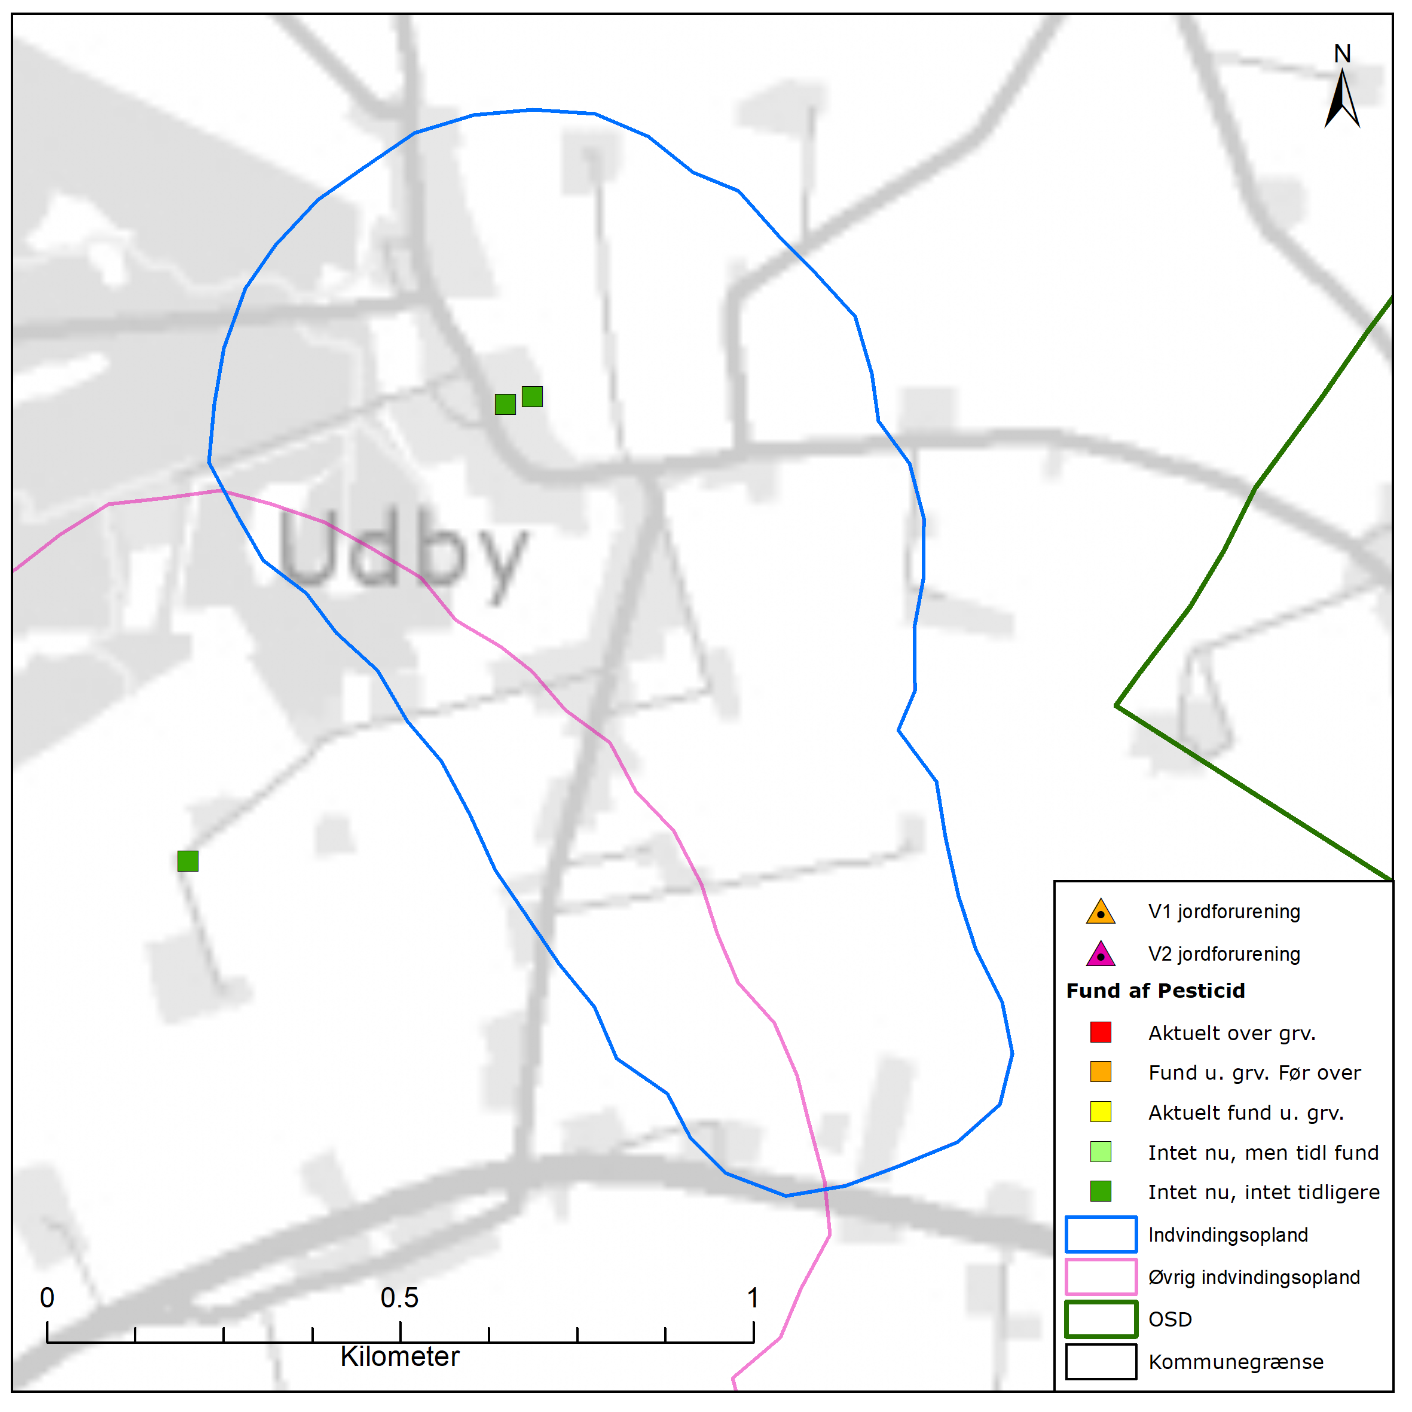 N
Udby
V1 jordforurening
V2 jordforurening
Fund af Pesticid
Aktuelt over grv.
Fund u. grv. Før over
Aktuelt fund u. grv.
Intet nu, men tidl fund
Intet nu, intet tidligere
Indvindingsopland
Øvrig indvindingsopland
OSD
Kommunegrænse
0 0.5 1
Kilometer